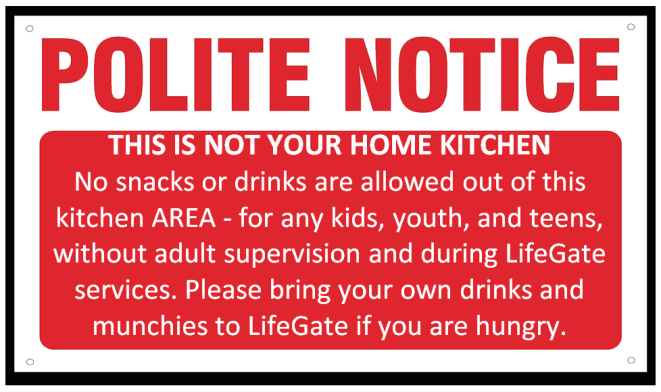 POLITE NOTICE
THIS IS NOT YOUR HOME KITCHEN
No snacks or drinks are allowed out of this
kitchen AREA - for any kids, youth, and teens,
without adult supervision and during LifeGate
services. Please bring your own drinks and
munchies to LifeGate if you are hungry.